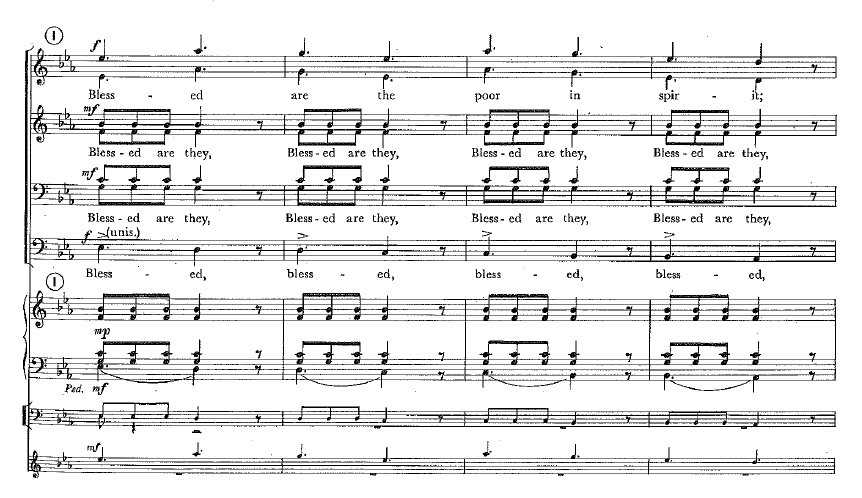 1
f
Bless - ed are the poor in spir - it;
mf
Bless-ed are they, Bless-ed are they, Bless-ed are they, Bless-ed are they,
mf
Bless-ed are they, Bless-ed are they, Bless-ed are they, Bless-ed are they,
f (unis.)
Bless - ed, bless - ed, bless - ed, bless - ed,
1
mp
Ped. mf
mf